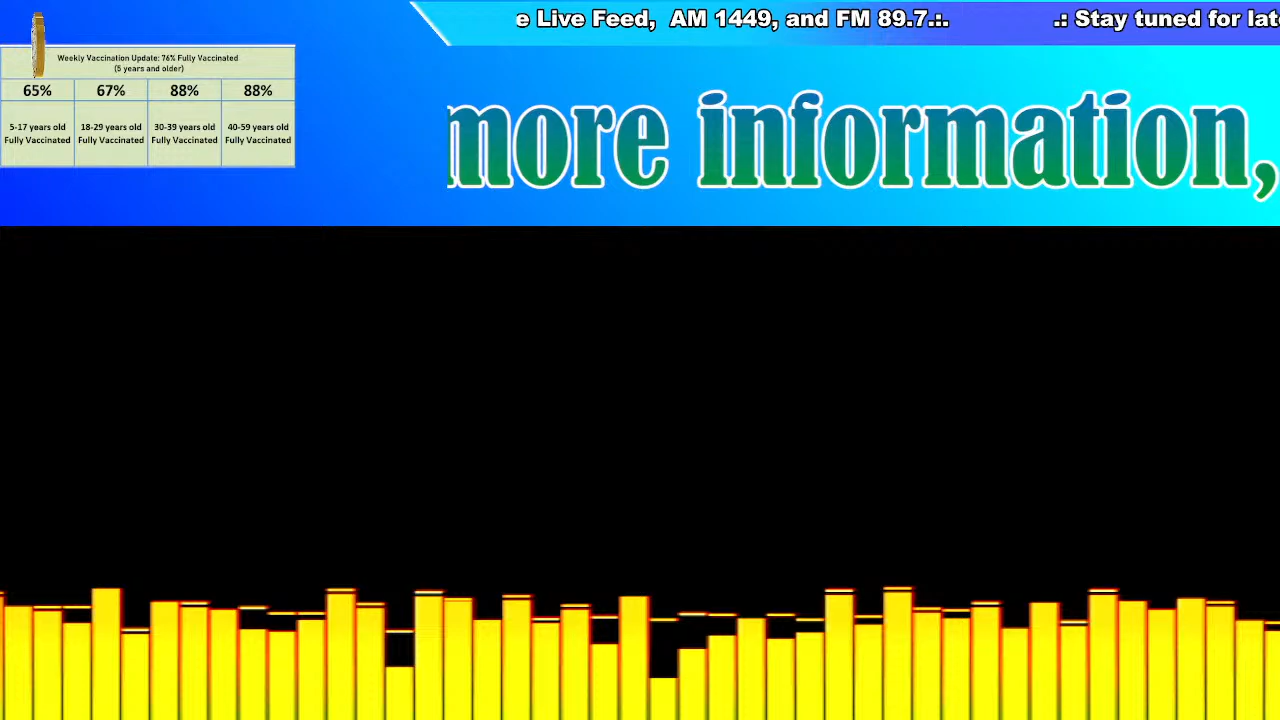 e Live Feed, AM 1449, and FM 89.7.:. .: Stay tuned for lat
Weekly Vaccination Update: 76% Fully Vaccinated
(5 years and older)
65% 67% 88% 88%
5-17 years old 18-29 years old 30-39 years old 40-59 years old
Fully Vaccinated Fully Vaccinated Fully Vaccinated Fully Vaccinated
more information,